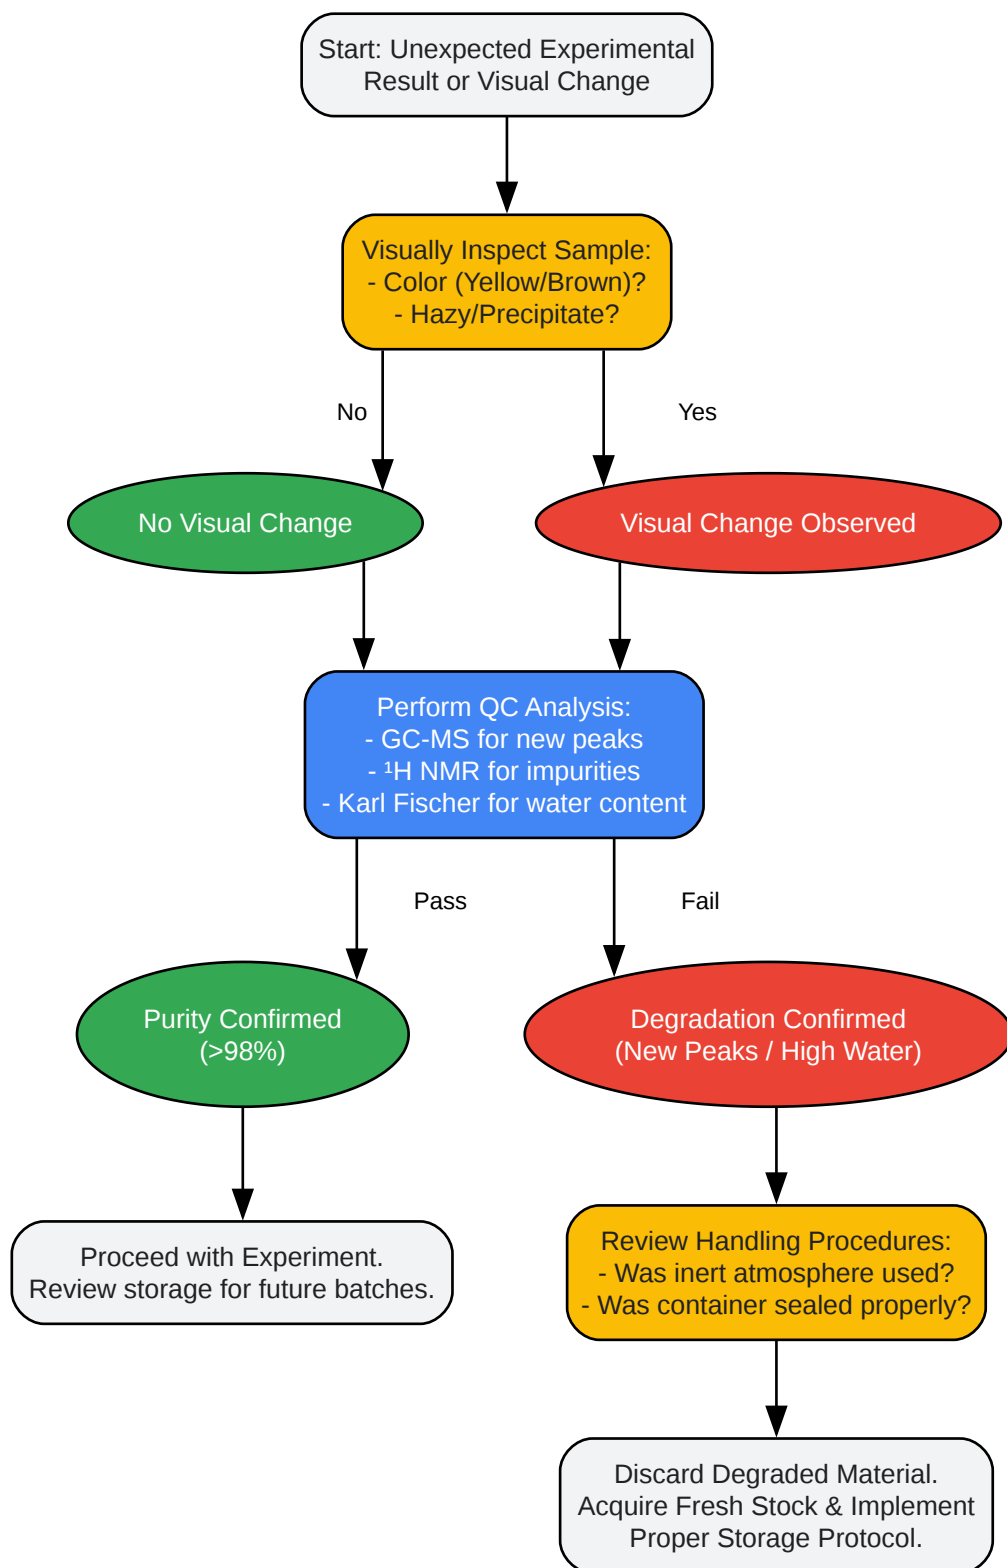 Start: Unexpected Experimental
Result or Visual Change
Visually Inspect Sample:
- Color (Yellow/Brown)?
- Hazy/Precipitate?
No
Yes
No Visual Change
Visual Change Observed
Perform QC Analysis:
- GC-MS for new peaks
- ¹H NMR for impurities
- Karl Fischer for water content
Pass
Fail
Purity Confirmed
(>98%)
Degradation Confirmed
(New Peaks / High Water)
Proceed with Experiment.
Review storage for future batches.
Review Handling Procedures:
- Was inert atmosphere used?
- Was container sealed properly?
Discard Degraded Material.
Acquire Fresh Stock & Implement
Proper Storage Protocol.